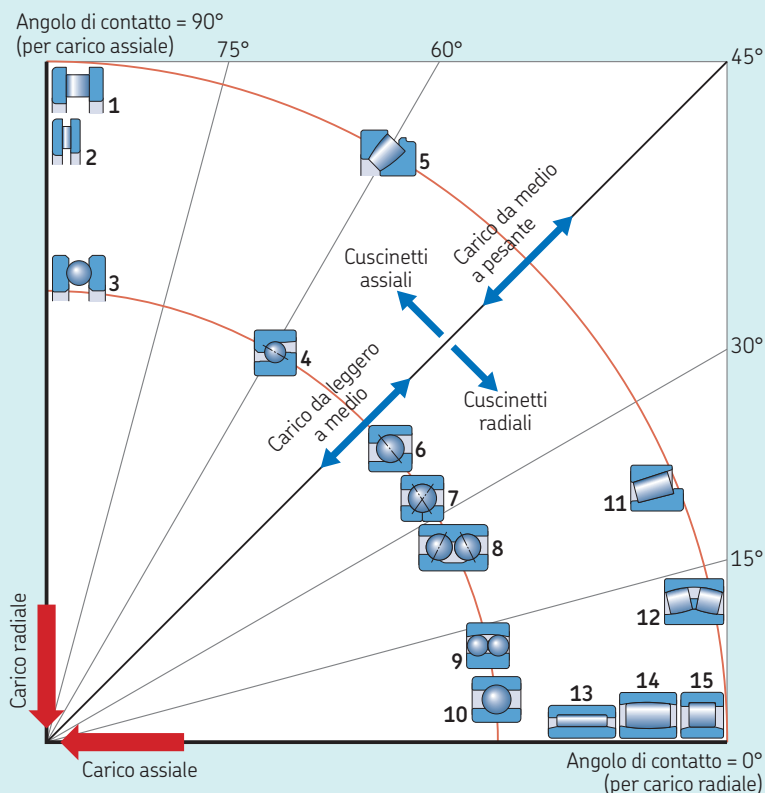 Angolo di contatto = 90°
(per carico assiale)
75°
60°
45°
1
2
3
4
5
Carico da medio
a pesante
Cuscinetti
assiali
Cuscinetti
radiali
Carico da leggero
a medio
30°
6
7
8
11
15°
12
9
10
13
14
15
Carico radiale
Carico assiale
Angolo di contatto = 0°
(per carico radiale)